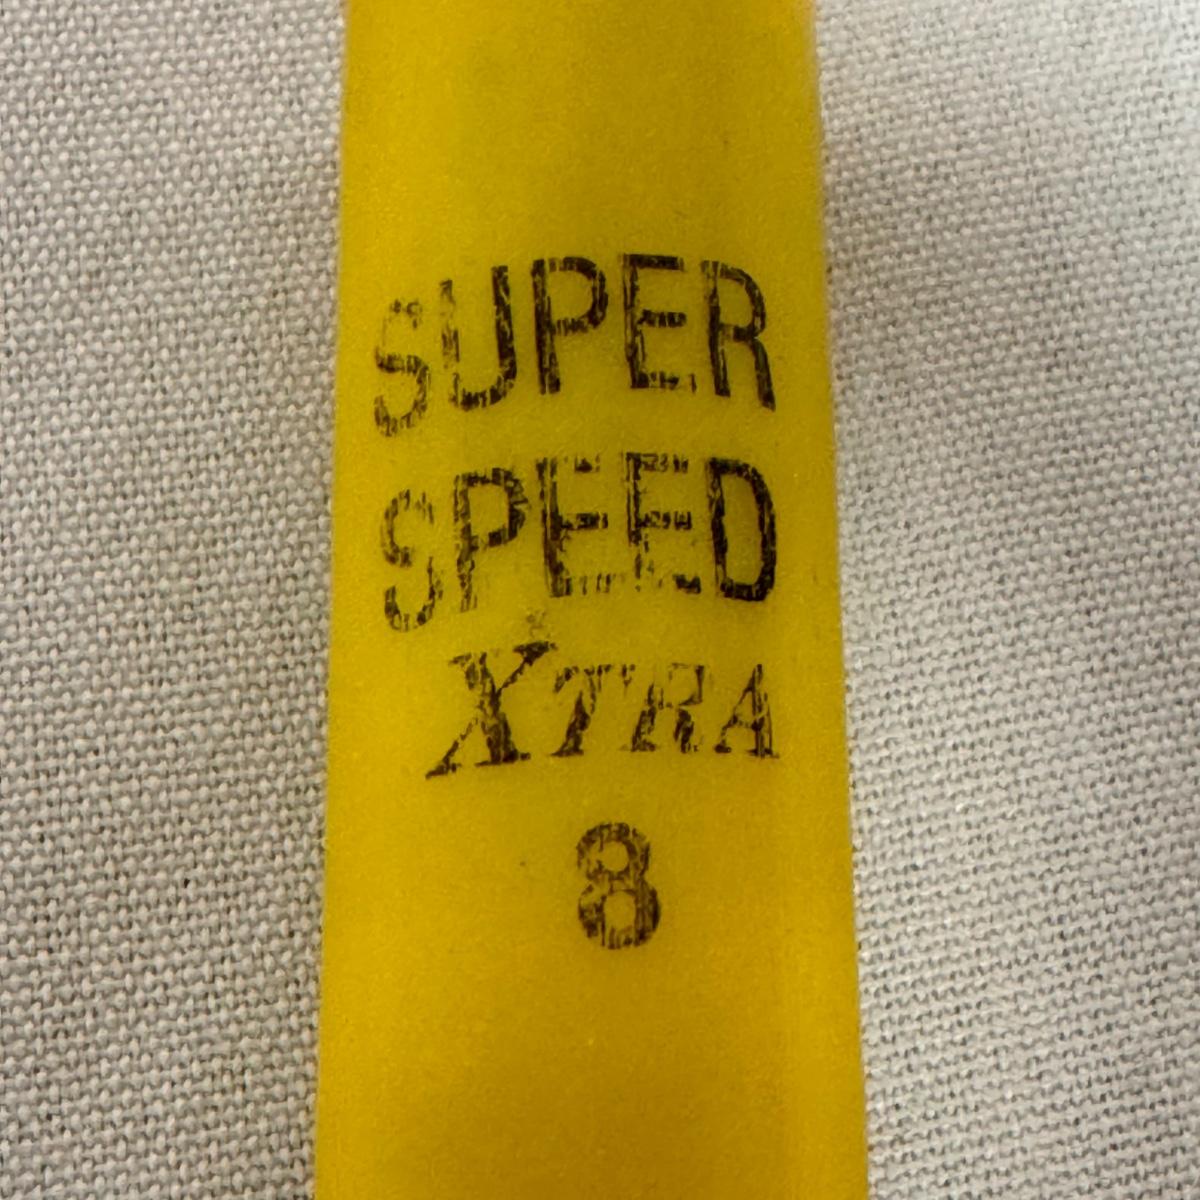 SUPER
SPEED
XTRA
8